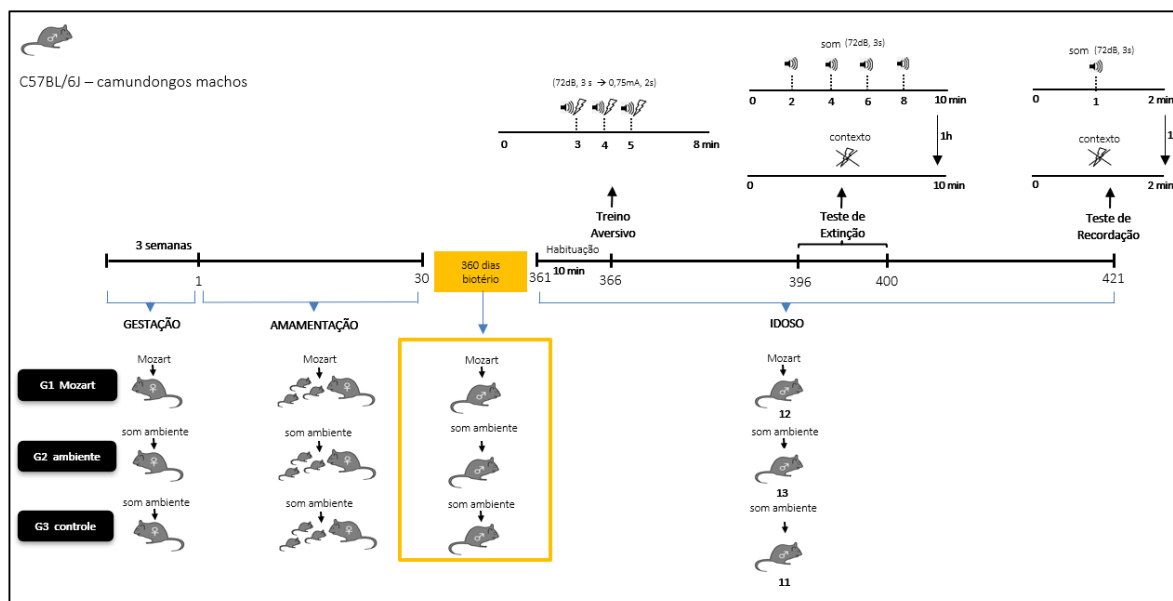 C57BL/6J – camundongos machos
(72dB, 3 s → 0,75mA, 2s)
0 3 4 5 8 min
som (72dB, 3s)
0 2 4 6 8 10 min
1h
contexto
0 10 min
som (72dB, 3s)
0 1 2 min
1
contexto
0 2 min
Treino
Aversivo
Teste de
Extinção
Teste de
Recordação
3 semanas
360 dias
biotério
Habituação
10 min
1 30 361 366 396 400 421
GESTAÇÃO AMAMENTAÇÃO IDOSO
G1 Mozart
Mozart Mozart Mozart Mozart
12
G2 ambiente
som ambiente som ambiente som ambiente som ambiente
13
G3 controle
som ambiente som ambiente som ambiente som ambiente
11